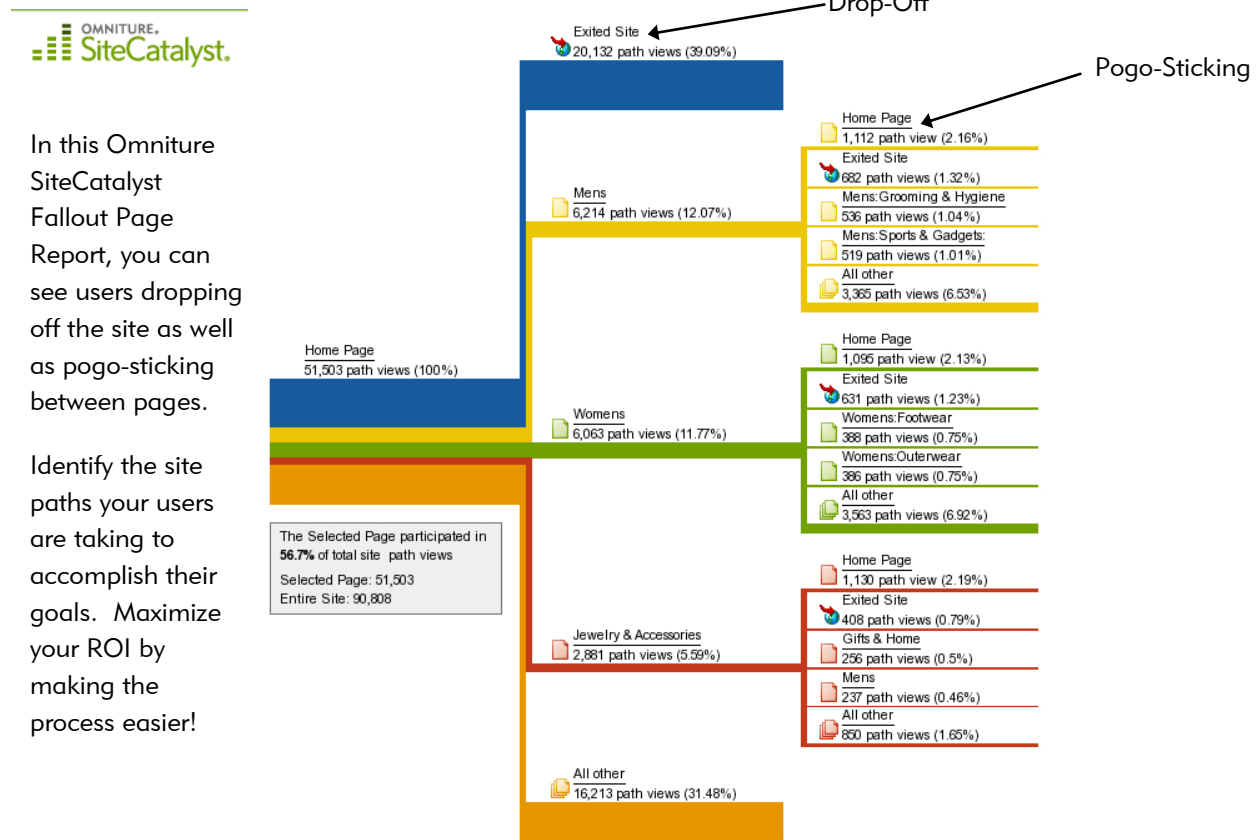 OMNITURE.
SiteCatalyst.
In this Omniture
SiteCatalyst
Fallout Page
Report, you can
see users dropping
off the site as well
as pogo-sticking
between pages.
Identify the site
paths your users
are taking to
accomplish their
goals.  Maximize
your ROI by
making the
process easier!
Home Page
51,503 path views (100%)
The Selected Page participated in
56.7% of total site path views
Selected Page: 51,503
Entire Site: 90,808
Drop-Off
Exited Site
20,132 path views (39.09%)
Pogo-Sticking
Mens
6,214 path views (12.07%)
Home Page
1,112 path view (2.16%)
Exited Site
682 path views (1.32%)
Mens:Grooming & Hygiene
536 path views (1.04%)
Mens:Sports & Gadgets:
519 path views (1.01%)
All other
3,365 path views (6.53%)
Womens
6,063 path views (11.77%)
Home Page
1,095 path view (2.13%)
Exited Site
631 path views (1.23%)
Womens:Footwear
388 path views (0.75%)
Womens:Outerwear
386 path views (0.75%)
All other
3,563 path views (6.92%)
Jewelry & Accessories
2,881 path views (5.59%)
Home Page
1,130 path view (2.19%)
Exited Site
408 path views (0.79%)
Gifts & Home
256 path views (0.5%)
Mens
237 path views (0.46%)
All other
850 path views (1.65%)
All other
16,213 path views (31.48%)